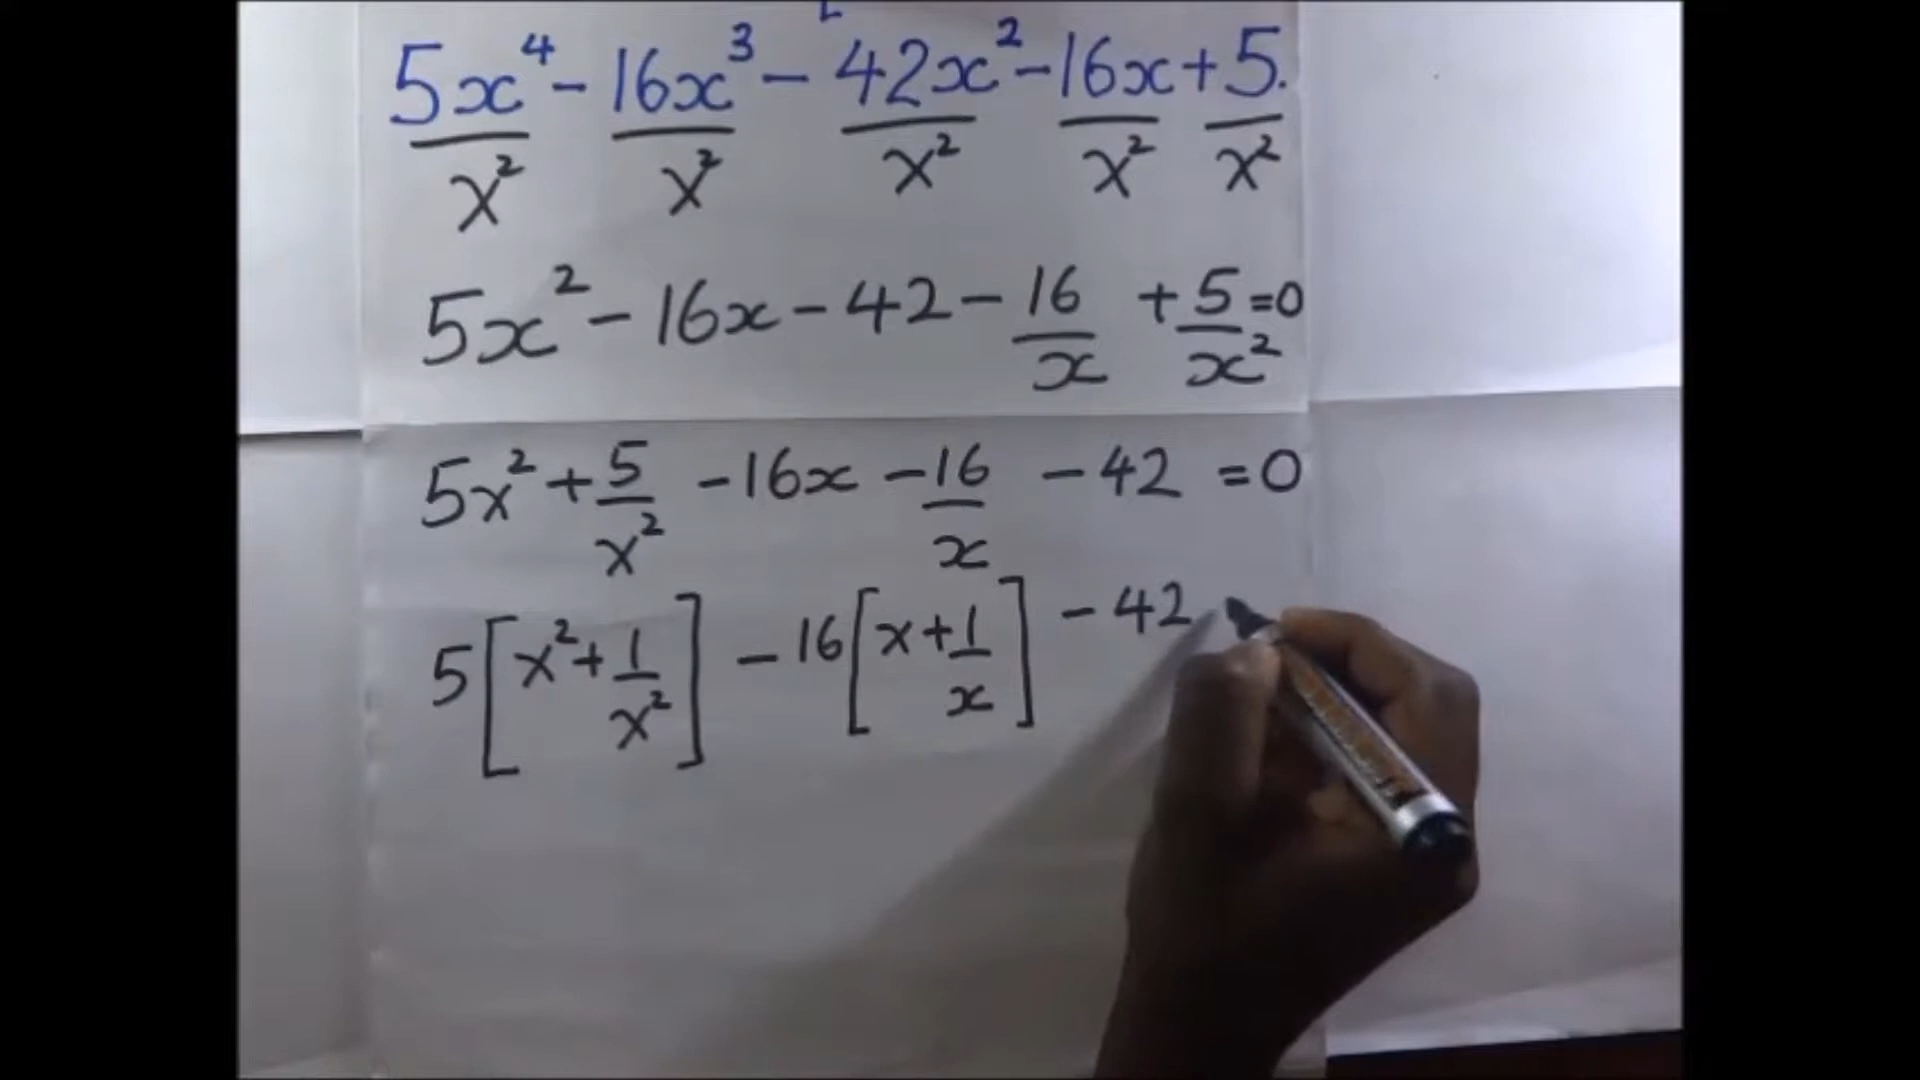 5x⁴/x² - 16x³/x² - 42x²/x² - 16x/x² + 5/x²
5x² - 16x - 42 - 16/x + 5/x² = 0
5x² + 5/x² - 16x - 16/x - 42 = 0
5[x² + 1/x²] - 16[x + 1/x] - 42